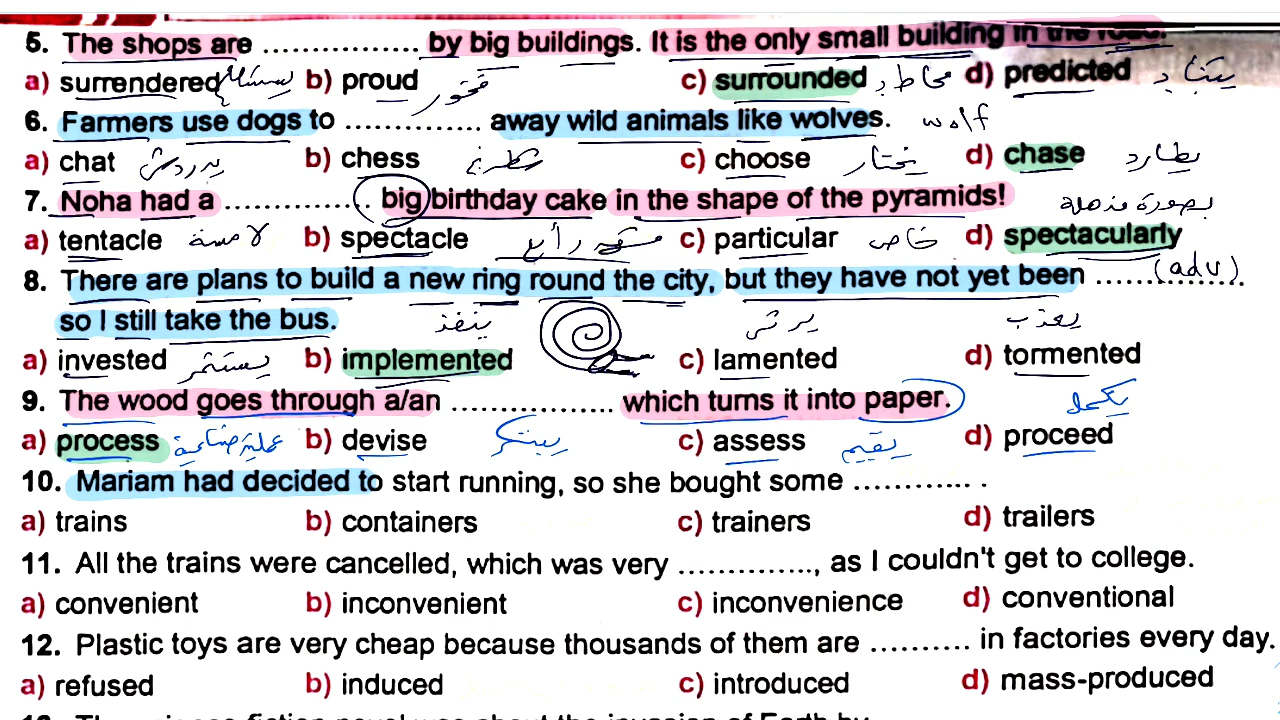 5. The shops are ................ by big buildings. It is the only small building in the
a) surrendered b) proud فخور c) surrounded محاط d) predicted
6. Farmers use dogs to .............. away wild animals like wolves. wolf
a) chat يدردش b) chess شطرنج c) choose يختار d) chase يطارد
7. Noha had a ............... big birthday cake in the shape of the pyramids! بصورة مذهلة
a) tentacle لامسة b) spectacle c) particular خاص d) spectacularly
8. There are plans to build a new ring round the city, but they have not yet been ............... (adv)
so I still take the bus. ينفذ يرثى يعذب
a) invested يستثمر b) implemented c) lamented d) tormented
9. The wood goes through a/an ................ which turns it into paper. يكمل
a) process عملية صناعية b) devise يبتكر c) assess يقيم d) proceed
10. Mariam had decided to start running, so she bought some ............ .
a) trains b) containers c) trainers d) trailers
11. All the trains were cancelled, which was very .............., as I couldn't get to college.
a) convenient b) inconvenient c) inconvenience d) conventional
12. Plastic toys are very cheap because thousands of them are .......... in factories every day.
a) refused b) induced c) introduced d) mass-produced